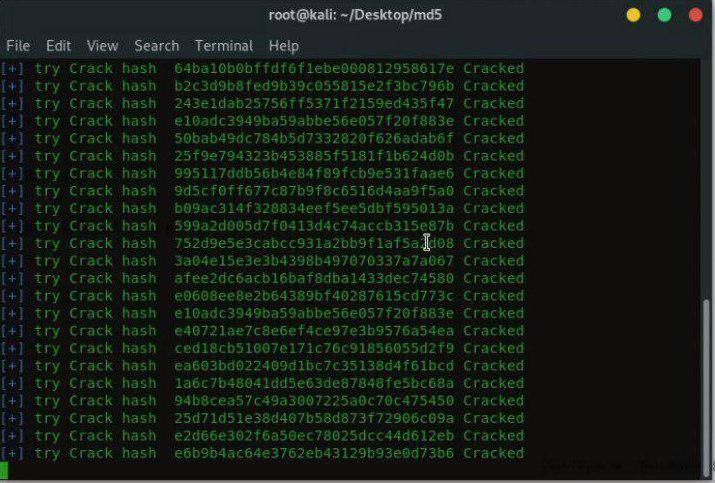 root@kali: ~/Desktop/md5
File Edit View Search Terminal Help
[+] try Crack hash 64ba10b0bffdf6f1ebe000812958617e Cracked
[+] try Crack hash b2c3d9b8fed9b39c055815e2f3bc796b Cracked
[+] try Crack hash 243e1dab25756ff5371f2159ed435f47 Cracked
[+] try Crack hash e10adc3949ba59abbe56e057f20f883e Cracked
[+] try Crack hash 50bab49dc784b5d7332820f626adab6f Cracked
[+] try Crack hash 25f9e794323b453885f5181f1b624d0b Cracked
[+] try Crack hash 995117ddb56b4e84f89fcb9e531faae6 Cracked
[+] try Crack hash 9d5cf0ff677c87b9f8c6516d4aa9f5a0 Cracked
[+] try Crack hash b09ac314f328834eef5ee5dbf595013a Cracked
[+] try Crack hash 599a2d005d7f0413d4c74accb315e87b Cracked
[+] try Crack hash Cracked
[+] try Crack hash 3a04e15e3e3b4398b497070337a7a067 Cracked
[+] try Crack hash afee2dc6acb16baf8dba1433dec74580 Cracked
[+] try Crack hash e0608ee8e2b64389bf40287615cd773c Cracked
[+] try Crack hash e10adc3949ba59abbe56e057f20f883e Cracked
[+] try Crack hash e40721ae7c8e6ef4ce97e3b9576a54ea Cracked
[+] try Crack hash ced18cb51007e171c76c91856055d2f9 Cracked
[+] try Crack hash ea603bd022409d1bc7c35138d4f61bcd Cracked
[+] try Crack hash 1a6c7b48041dd5e63de87848fe5bc68a Cracked
[+] try Crack hash 94b8cea57c49a3007225a0c70c475450 Cracked
[+] try Crack hash 25d71d51e38d407b58d873f72906c09a Cracked
[+] try Crack hash e2d66e302f6a50ec78025dcc44d612eb Cracked
[+] try Crack hash e6b9b4ac64e3762eb43129b93e0d73b6 Cracked